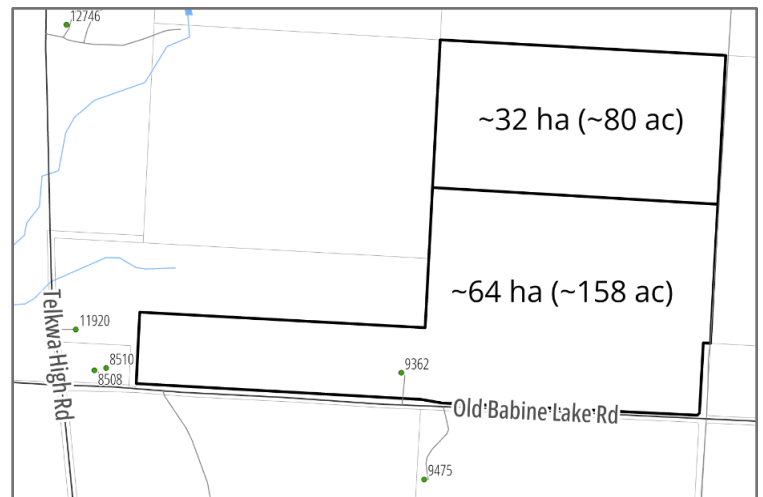 12746
~32 ha (~80 ac)
~64 ha (~158 ac)
Telkwa High Rd
11920
8510
8508
9362
Old Babine Lake Rd
9475